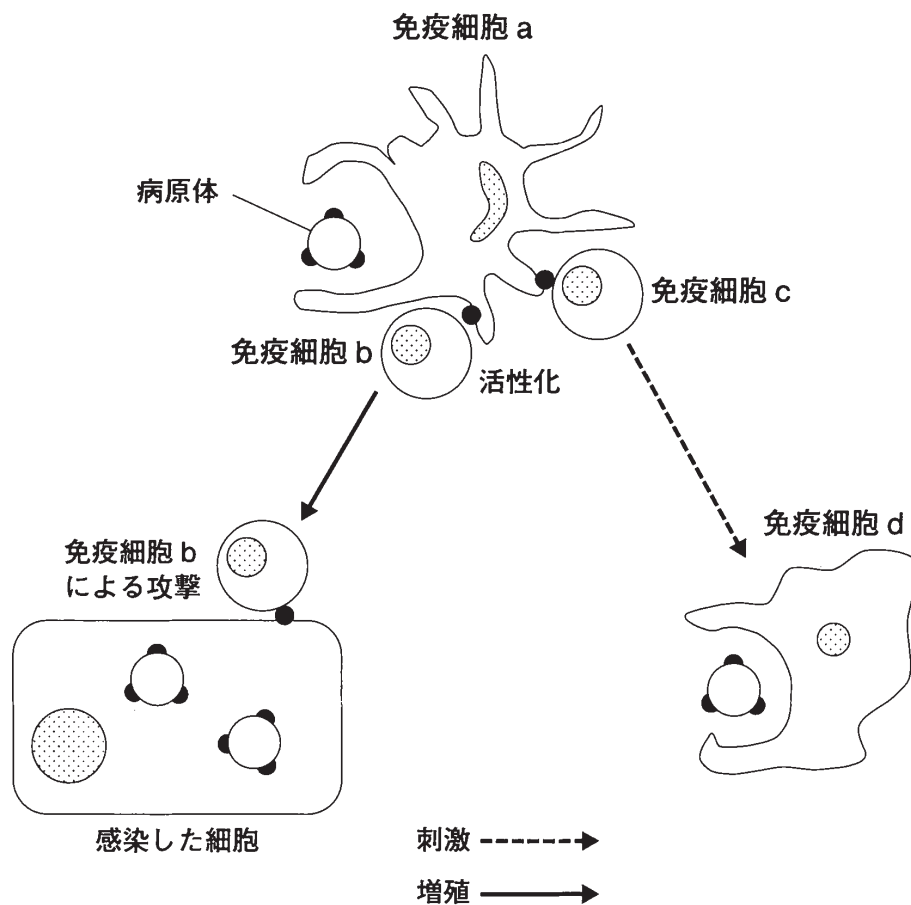 免疫細胞 a
病原体
免疫細胞 c
免疫細胞 b
活性化
免疫細胞 d
免疫細胞 b
による攻撃
感染した細胞
刺激
増殖